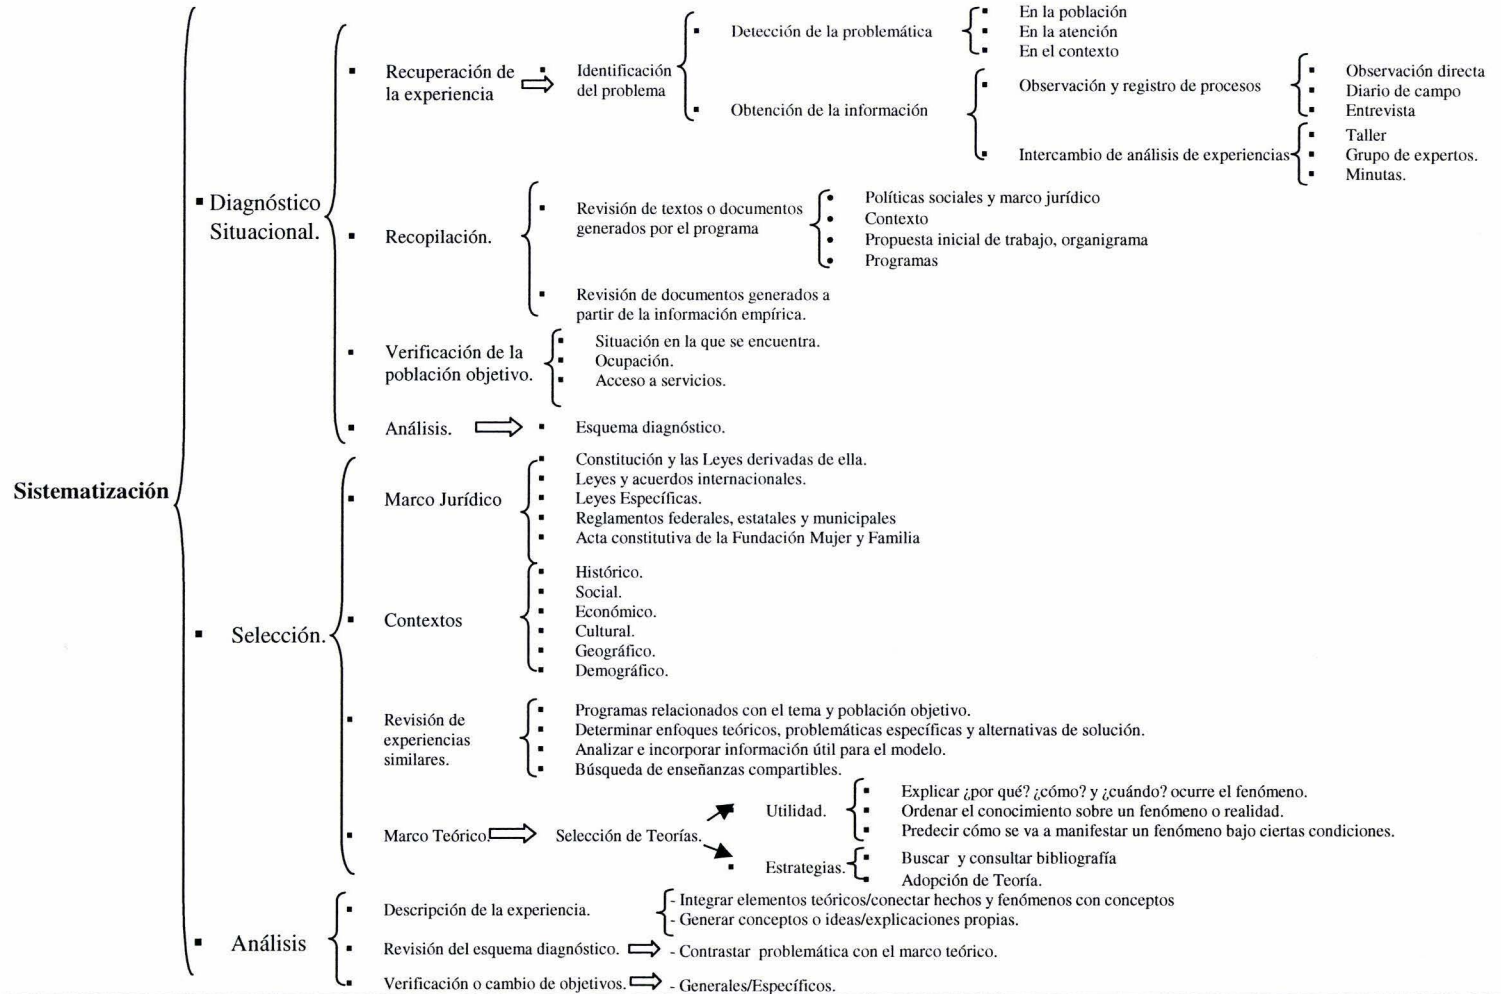 Sistematización
▪ Diagnóstico
Situacional.
▪ Recuperación de
la experiencia
▪ Identificación
del problema
▪ Detección de la problemática
▪ En la población
▪ En la atención
▪ En el contexto
▪ Obtención de la información
▪ Observación y registro de procesos
▪ Observación directa
▪ Diario de campo
▪ Entrevista
▪ Intercambio de análisis de experiencias
▪ Taller
▪ Grupo de expertos.
▪ Minutas.
▪ Recopilación.
▪ Revisión de textos o documentos
generados por el programa
• Políticas sociales y marco jurídico
• Contexto
• Propuesta inicial de trabajo, organigrama
• Programas
▪ Revisión de documentos generados a
partir de la información empírica.
▪ Verificación de la
población objetivo.
▪ Situación en la que se encuentra.
▪ Ocupación.
▪ Acceso a servicios.
▪ Análisis.
▪ Esquema diagnóstico.
▪ Selección.
▪ Marco Jurídico
▪ Constitución y las Leyes derivadas de ella.
▪ Leyes y acuerdos internacionales.
▪ Leyes Específicas.
▪ Reglamentos federales, estatales y municipales
▪ Acta constitutiva de la Fundación Mujer y Familia
▪ Contextos
▪ Histórico.
▪ Social.
▪ Económico.
▪ Cultural.
▪ Geográfico.
▪ Demográfico.
▪ Revisión de
experiencias
similares.
▪ Programas relacionados con el tema y población objetivo.
▪ Determinar enfoques teóricos, problemáticas específicas y alternativas de solución.
▪ Analizar e incorporar información útil para el modelo.
▪ Búsqueda de enseñanzas compartibles.
▪ Marco Teórico.
Selección de Teorías.
▪ Utilidad.
▪ Explicar ¿por qué? ¿cómo? y ¿cuándo? ocurre el fenómeno.
▪ Ordenar el conocimiento sobre un fenómeno o realidad.
▪ Predecir cómo se va a manifestar un fenómeno bajo ciertas condiciones.
▪ Estrategias.
▪ Buscar y consultar bibliografía
▪ Adopción de Teoría.
▪ Análisis
▪ Descripción de la experiencia.
- Integrar elementos teóricos/conectar hechos y fenómenos con conceptos
- Generar conceptos o ideas/explicaciones propias.
▪ Revisión del esquema diagnóstico.
- Contrastar problemática con el marco teórico.
▪ Verificación o cambio de objetivos.
- Generales/Específicos.